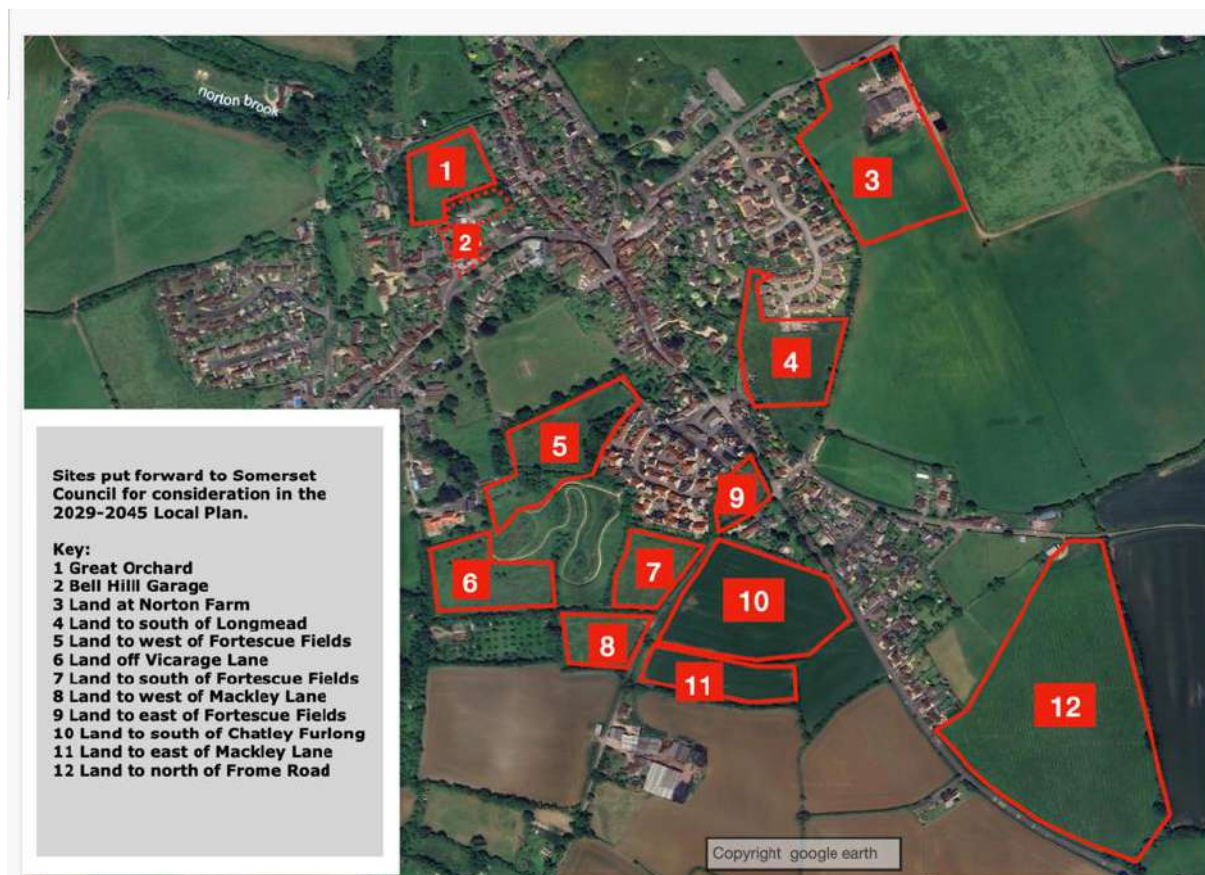 norton brook
1
2
3
4
5
6
7
8
9
10
11
12
Sites put forward to Somerset
Council for consideration in the
2029-2045 Local Plan.
Key:
1 Great Orchard
2 Bell Hilll Garage
3 Land at Norton Farm
4 Land to south of Longmead
5 Land to west of Fortescue Fields
6 Land off Vicarage Lane
7 Land to south of Fortescue Fields
8 Land to west of Mackley Lane
9 Land to east of Fortescue Fields
10 Land to south of Chatley Furlong
11 Land to east of Mackley Lane
12 Land to north of Frome Road
Copyright google earth